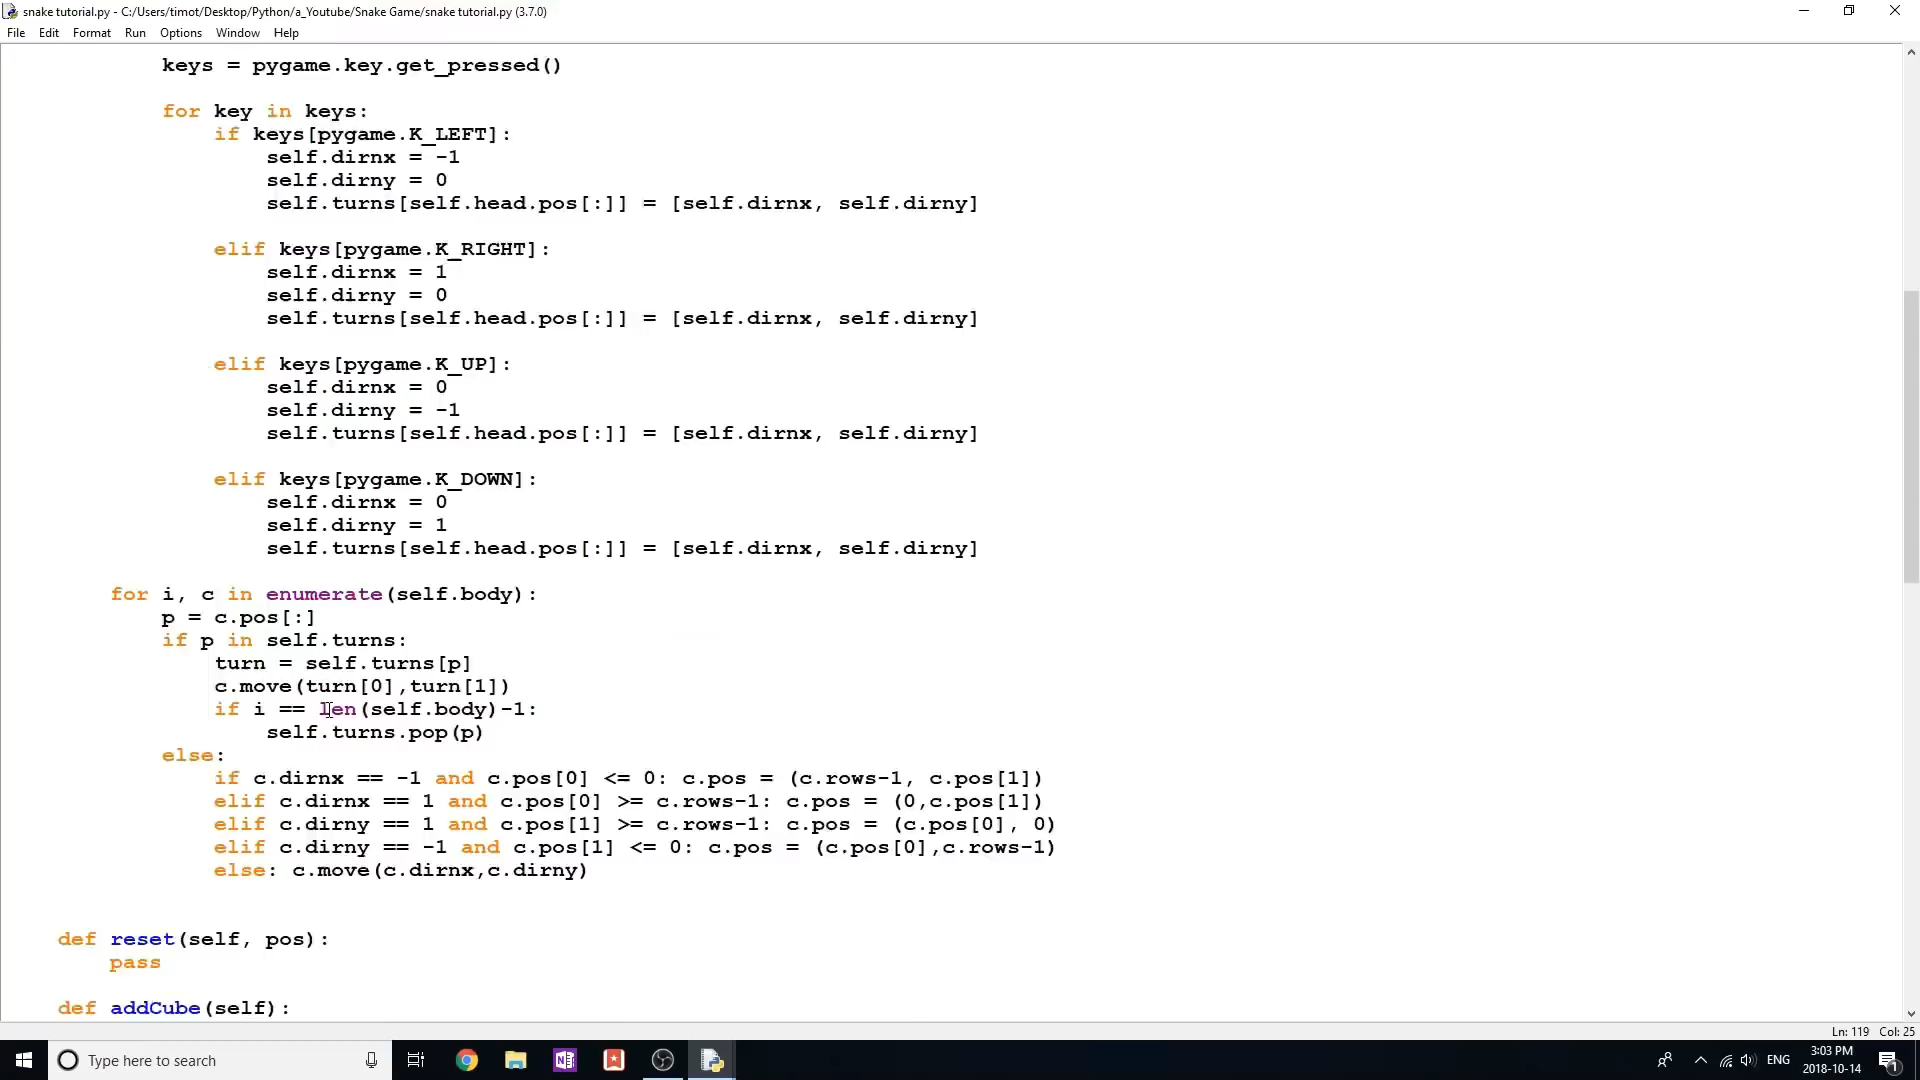 snake tutorial.py - C:/Users/timot/Desktop/Python/a_Youtube/Snake Game/snake tutorial.py (3.7.0)
File Edit Format Run Options Window Help
keys = pygame.key.get_pressed()
for key in keys:
if keys[pygame.K_LEFT]:
self.dirnx = -1
self.dirny = 0
self.turns[self.head.pos[:]] = [self.dirnx, self.dirny]
elif keys[pygame.K_RIGHT]:
self.dirnx = 1
self.dirny = 0
self.turns[self.head.pos[:]] = [self.dirnx, self.dirny]
elif keys[pygame.K_UP]:
self.dirnx = 0
self.dirny = -1
self.turns[self.head.pos[:]] = [self.dirnx, self.dirny]
elif keys[pygame.K_DOWN]:
self.dirnx = 0
self.dirny = 1
self.turns[self.head.pos[:]] = [self.dirnx, self.dirny]
for i, c in enumerate(self.body):
p = c.pos[:]
if p in self.turns:
turn = self.turns[p]
c.move(turn[0],turn[1])
if i == len(self.body)-1:
self.turns.pop(p)
else:
if c.dirnx == -1 and c.pos[0] <= 0: c.pos = (c.rows-1, c.pos[1])
elif c.dirnx == 1 and c.pos[0] >= c.rows-1: c.pos = (0,c.pos[1])
elif c.dirny == 1 and c.pos[1] >= c.rows-1: c.pos = (c.pos[0], 0)
elif c.dirny == -1 and c.pos[1] <= 0: c.pos = (c.pos[0],c.rows-1)
else: c.move(c.dirnx,c.dirny)
def reset(self, pos):
pass
def addCube(self):
Ln: 119 Col: 25
Type here to search
ENG
3:03 PM
2018-10-14
1